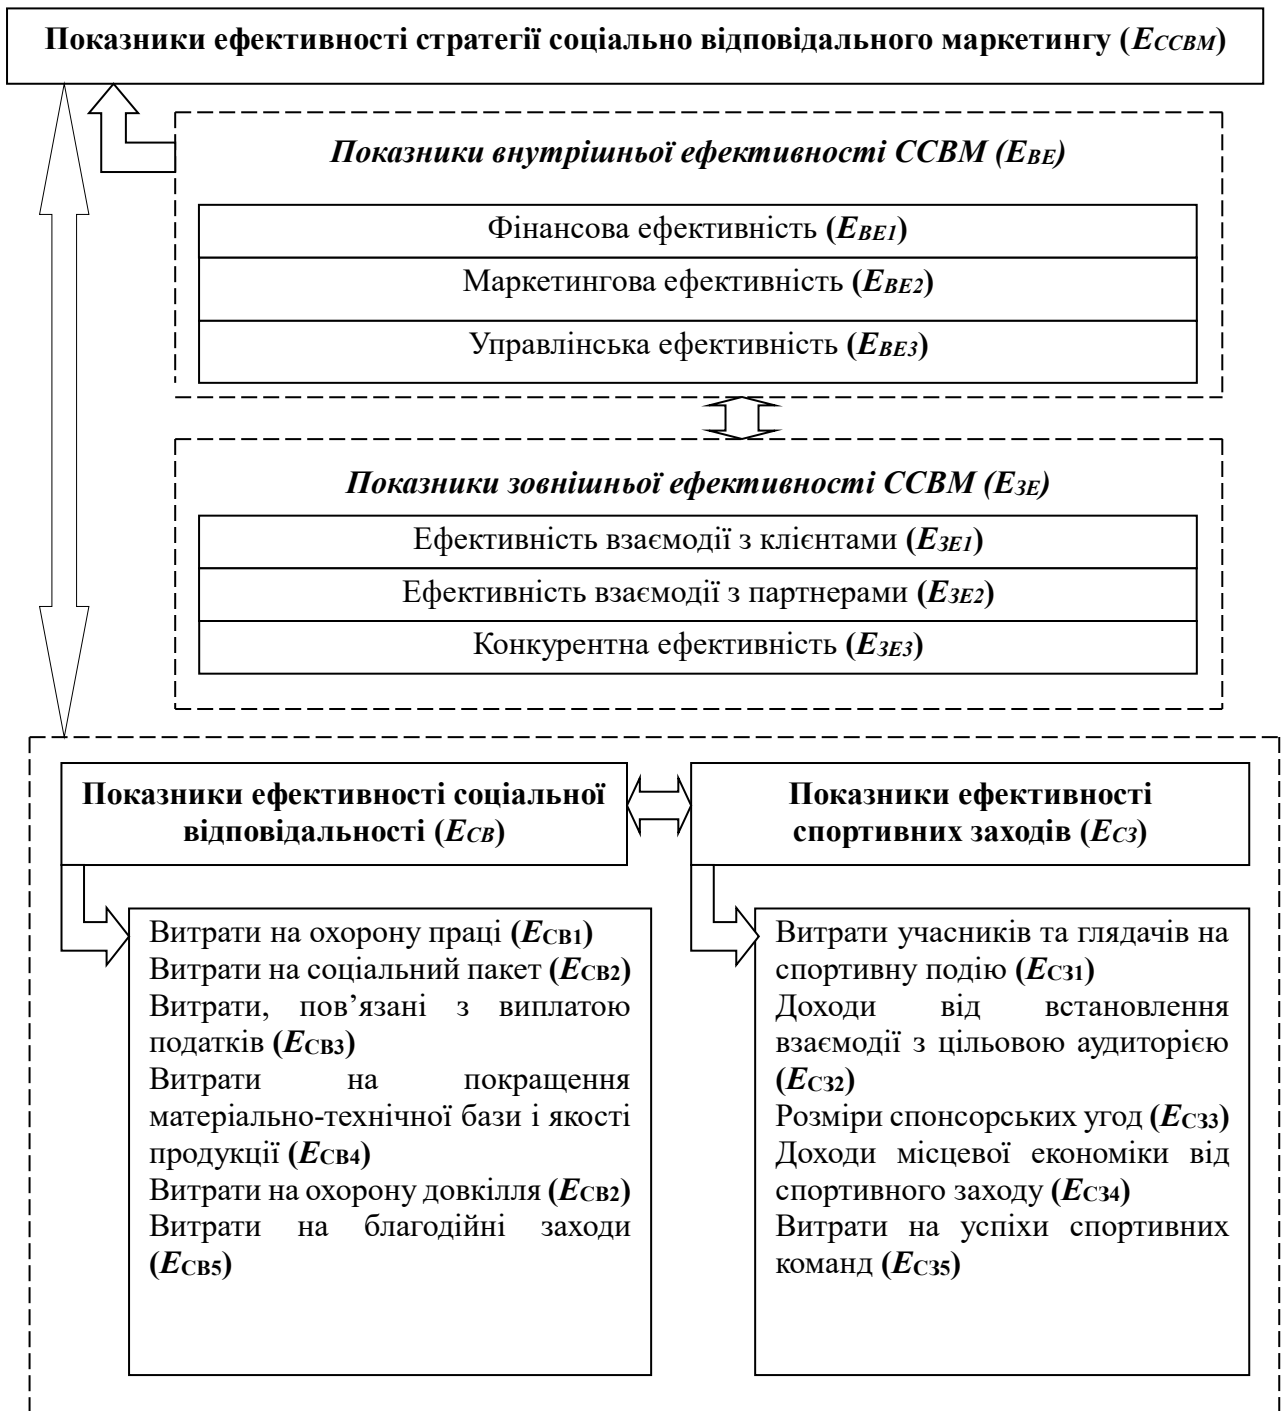 Показники ефективності стратегії соціально відповідального маркетингу (EССВМ)
Показники внутрішньої ефективності ССВМ (EВЕ)
Фінансова ефективність (EВЕ1)
Маркетингова ефективність (EВЕ2)
Управлінська ефективність (EВЕ3)
Показники зовнішньої ефективності ССВМ (EЗЕ)
Ефективність взаємодії з клієнтами (EЗЕ1)
Ефективність взаємодії з партнерами (EЗЕ2)
Конкурентна ефективність (EЗЕ3)
Показники ефективності соціальної
відповідальності (EСВ)
Витрати на охорону праці (EСВ1)
Витрати на соціальний пакет (EСВ2)
Витрати, пов’язані з виплатою
податків (EСВ3)
Витрати на покращення
матеріально-технічної бази і якості
продукції (EСВ4)
Витрати на охорону довкілля (EСВ2)
Витрати на благодійні заходи
(EСВ5)
Показники ефективності
спортивних заходів (EСЗ)
Витрати учасників та глядачів на
спортивну подію (EСЗ1)
Доходи від встановлення
взаємодії з цільовою аудиторією
(EСЗ2)
Розміри спонсорських угод (EСЗ3)
Доходи місцевої економіки від
спортивного заходу (EСЗ4)
Витрати на успіхи спортивних
команд (EСЗ5)